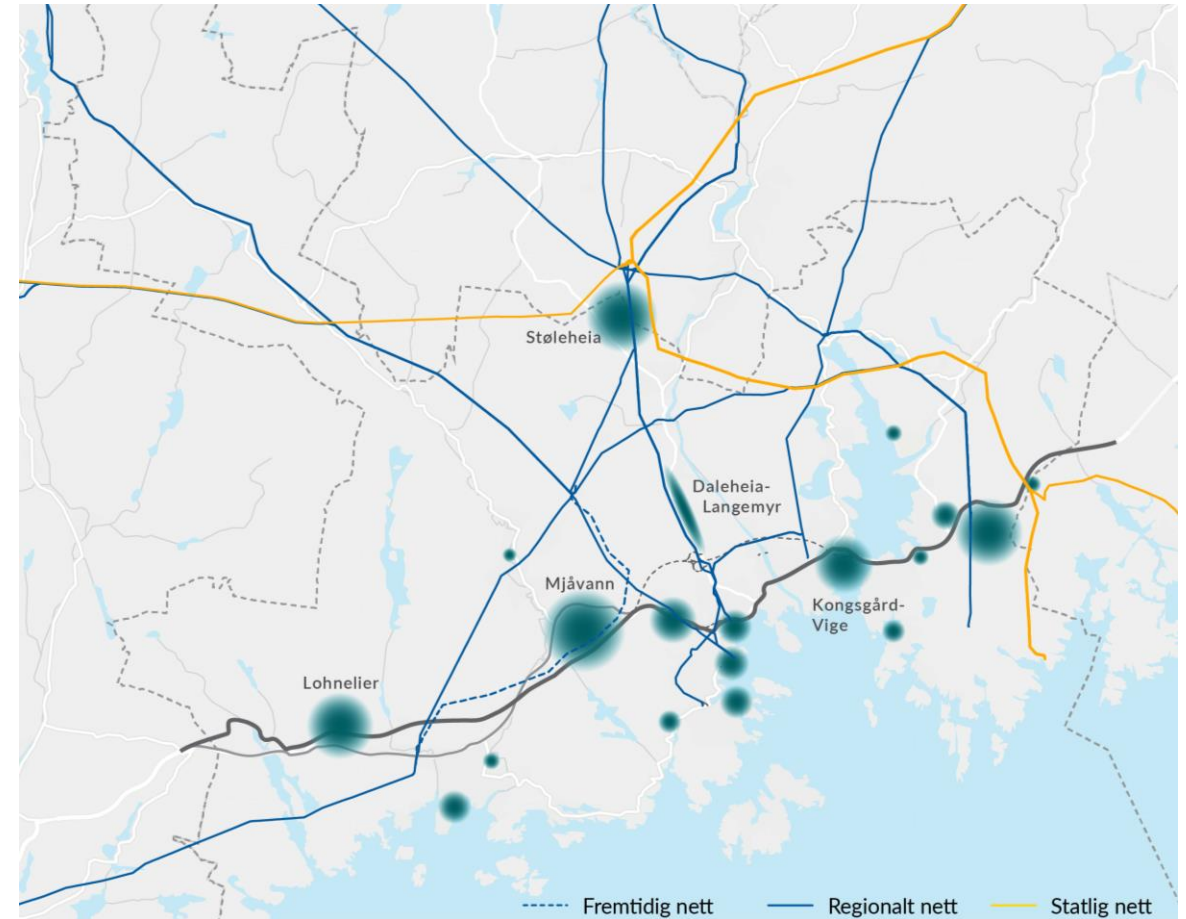 Støleheia
Daleheia-
Langemyr
Mjåvann
Kongsgård-
Vige
Lohnelier
Fremtidig nett
Regionalt nett
Statlig nett